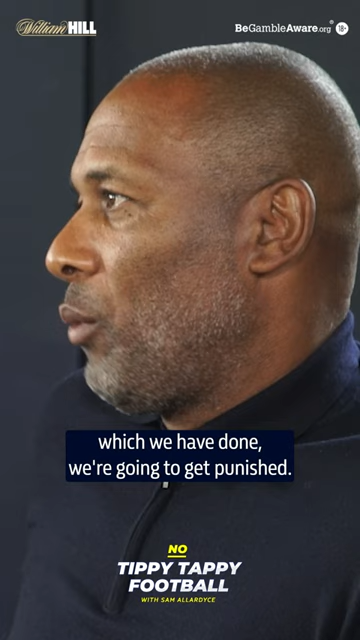 William HILL
BeGambleAware.org® 18+
which we have done,
we're going to get punished.
NO
TIPPY TAPPY
FOOTBALL
WITH SAM ALLARDYCE